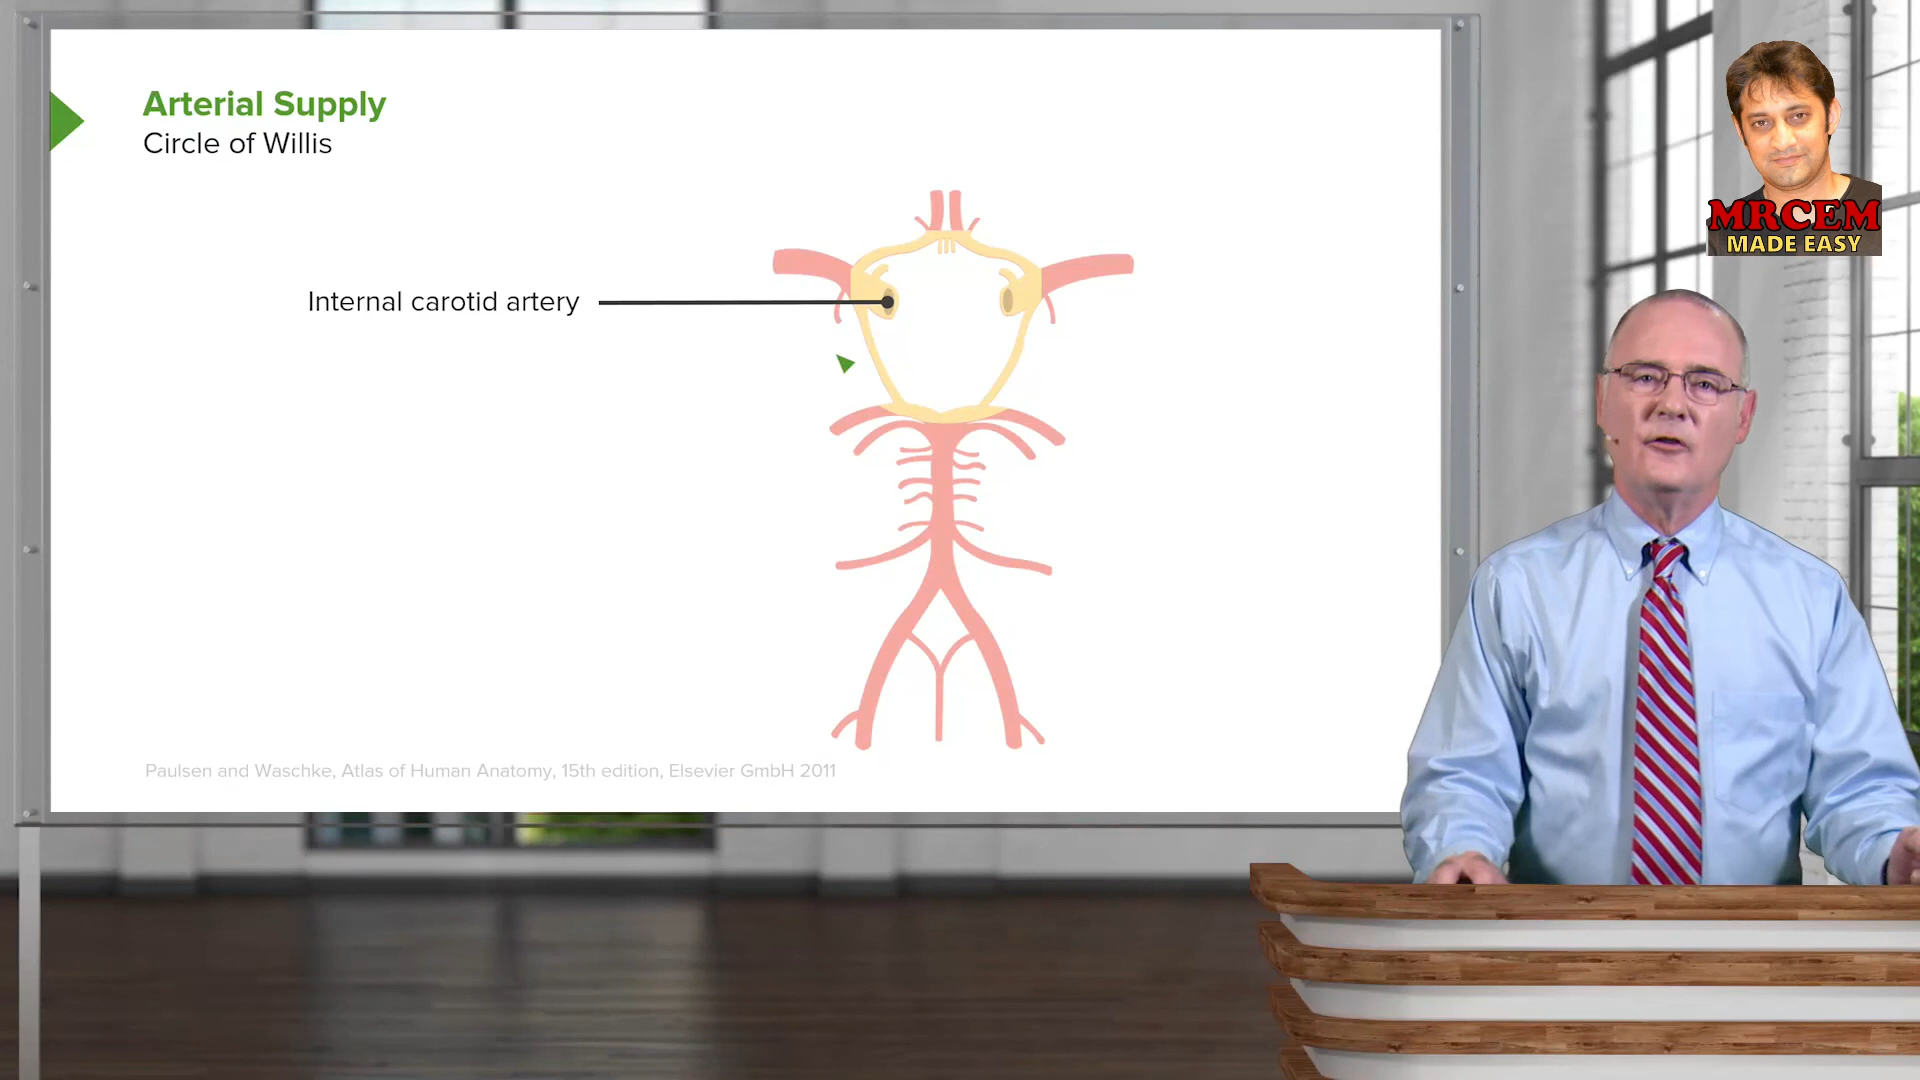 Arterial Supply
Circle of Willis
Internal carotid artery
Paulsen and Waschke, Atlas of Human Anatomy, 15th edition, Elsevier GmbH 2011
MRCEM
MADE EASY